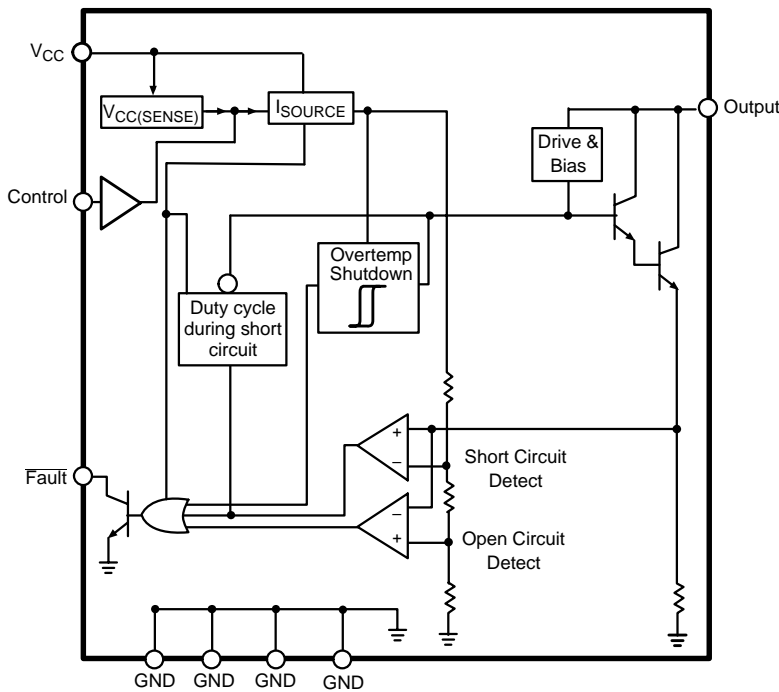 VCC
VCC(SENSE)
ISOURCE
Output
Drive &
Bias
Control
Overtemp
Shutdown
Duty cycle
during short
circuit
+
−
Short Circuit
Detect
Fault
−
+
Open Circuit
Detect
GND
GND
GND
GND